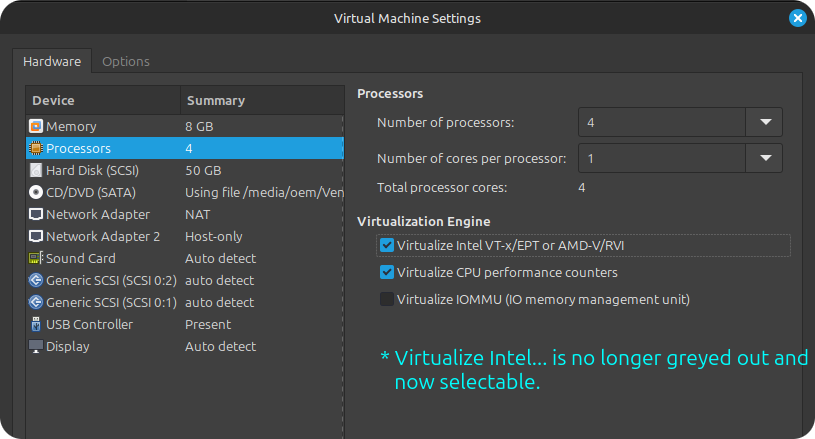 Virtual Machine Settings
Hardware Options
Device Summary
Memory 8 GB
Processors 4
Hard Disk (SCSI) 50 GB
CD/DVD (SATA) Using file /media/oem/Ven
Network Adapter NAT
Network Adapter 2 Host-only
Sound Card Auto detect
Generic SCSI (SCSI 0:2) auto detect
Generic SCSI (SCSI 0:1) auto detect
USB Controller Present
Display Auto detect
Processors
Number of processors: 4
Number of cores per processor: 1
Total processor cores: 4
Virtualization Engine
Virtualize Intel VT-x/EPT or AMD-V/RVI
Virtualize CPU performance counters
Virtualize IOMMU (IO memory management unit)
* Virtualize Intel... is no longer greyed out and
now selectable.